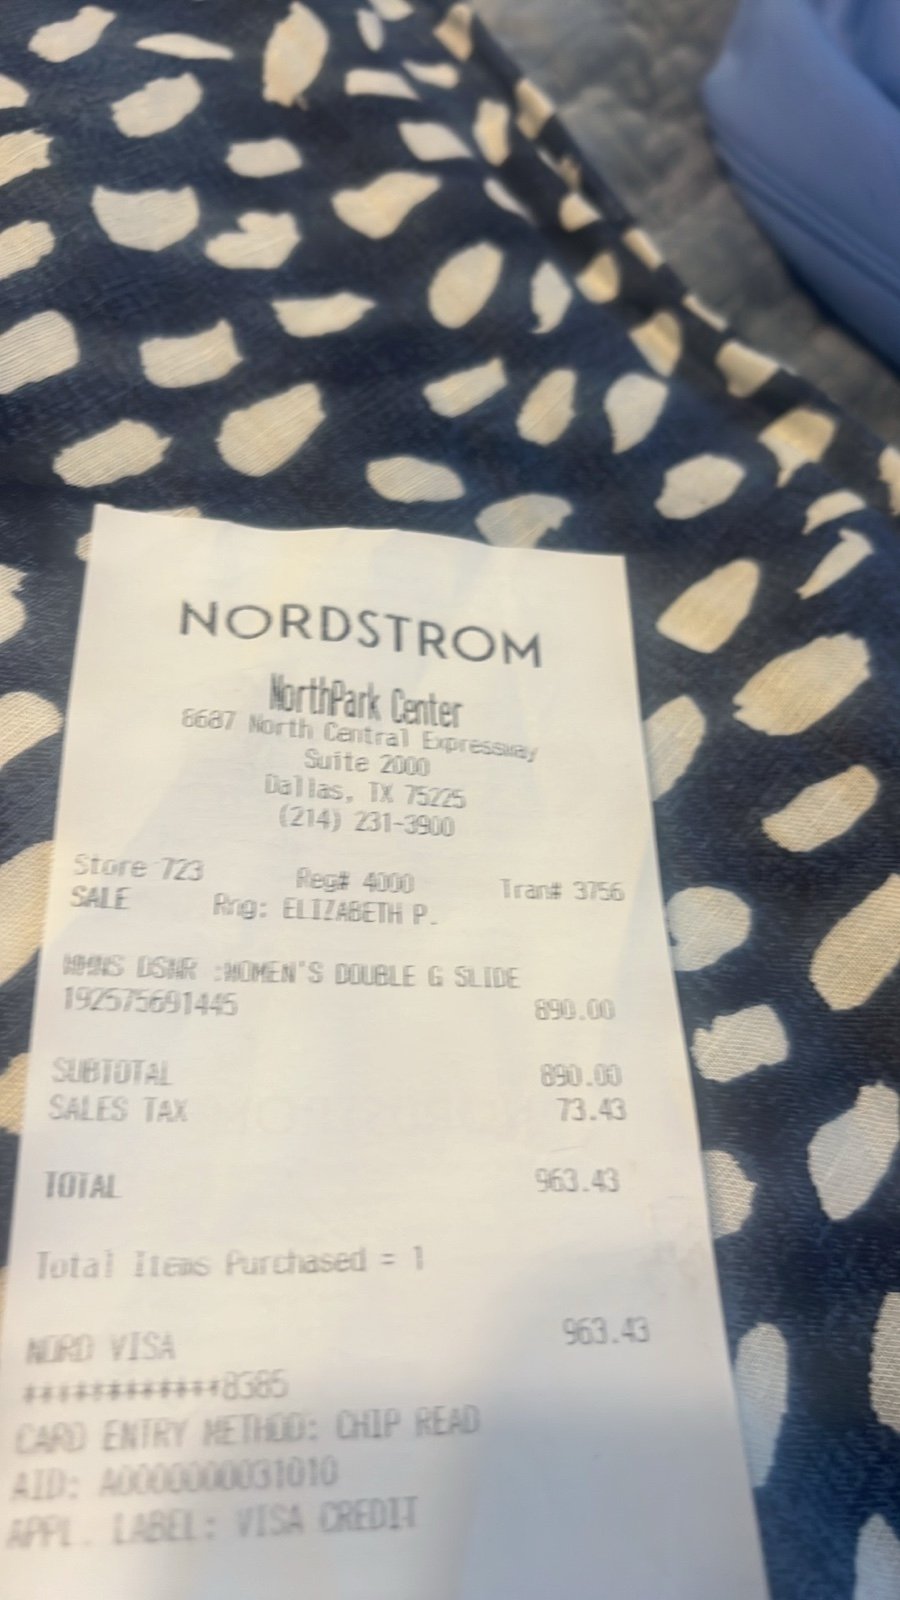 NORDSTROM
NorthPark Center
8687 North Central Expressway
Suite 2000
Dallas, TX 75225
(214) 231-3900
Store 723 Reg# 4000 Tran# 3756
SALE Rng: ELIZABETH P.
WMNS DSNR :WOMEN'S DOUBLE G SLIDE
192575691445 890.00
SUBTOTAL 890.00
SALES TAX 73.43
TOTAL 963.43
Total Items Purchased = 1
NORD VISA 963.43
************8385
CARD ENTRY METHOD: CHIP READ
AID: A0000000031010
APPL. LABEL: VISA CREDIT